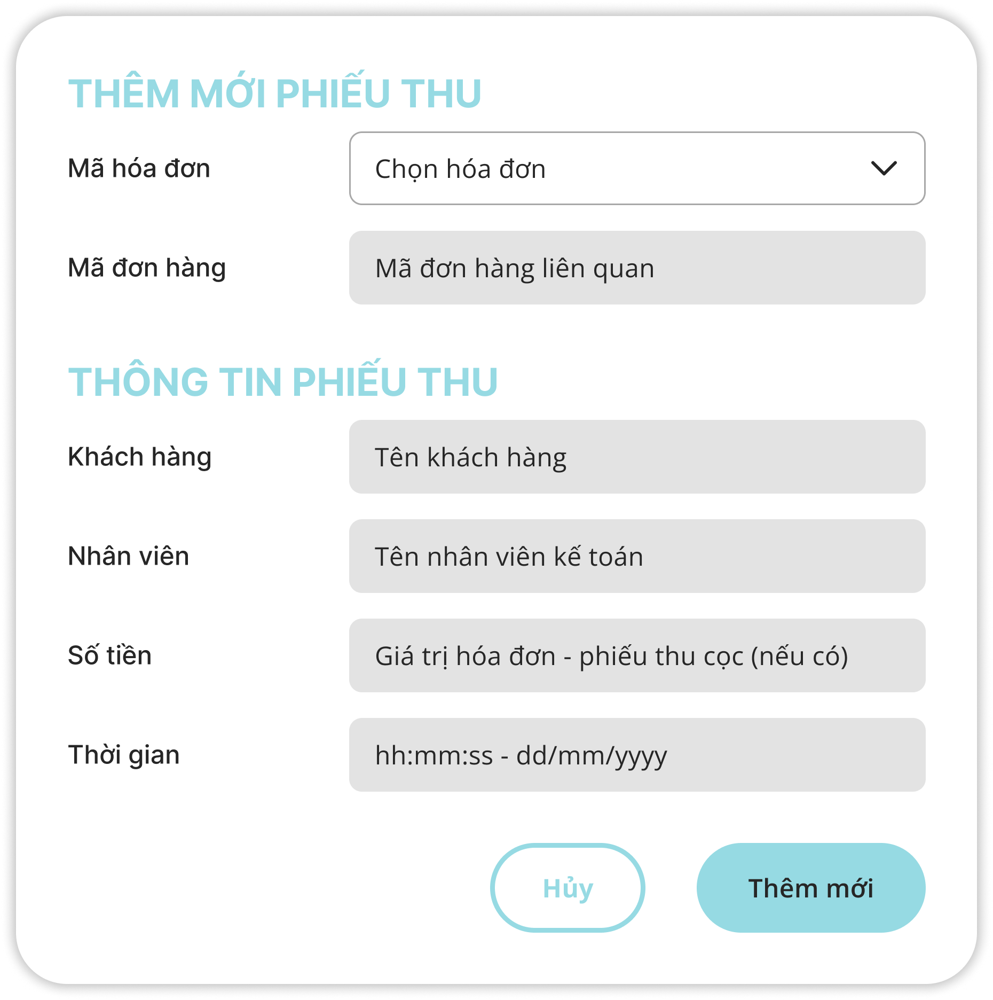 THÊM MỚI PHIẾU THU
Mã hóa đơn
Chọn hóa đơn
Mã đơn hàng
Mã đơn hàng liên quan
THÔNG TIN PHIẾU THU
Khách hàng
Tên khách hàng
Nhân viên
Tên nhân viên kế toán
Số tiền
Giá trị hóa đơn - phiếu thu cọc (nếu có)
Thời gian
hh:mm:ss - dd/mm/yyyy
Hủy
Thêm mới